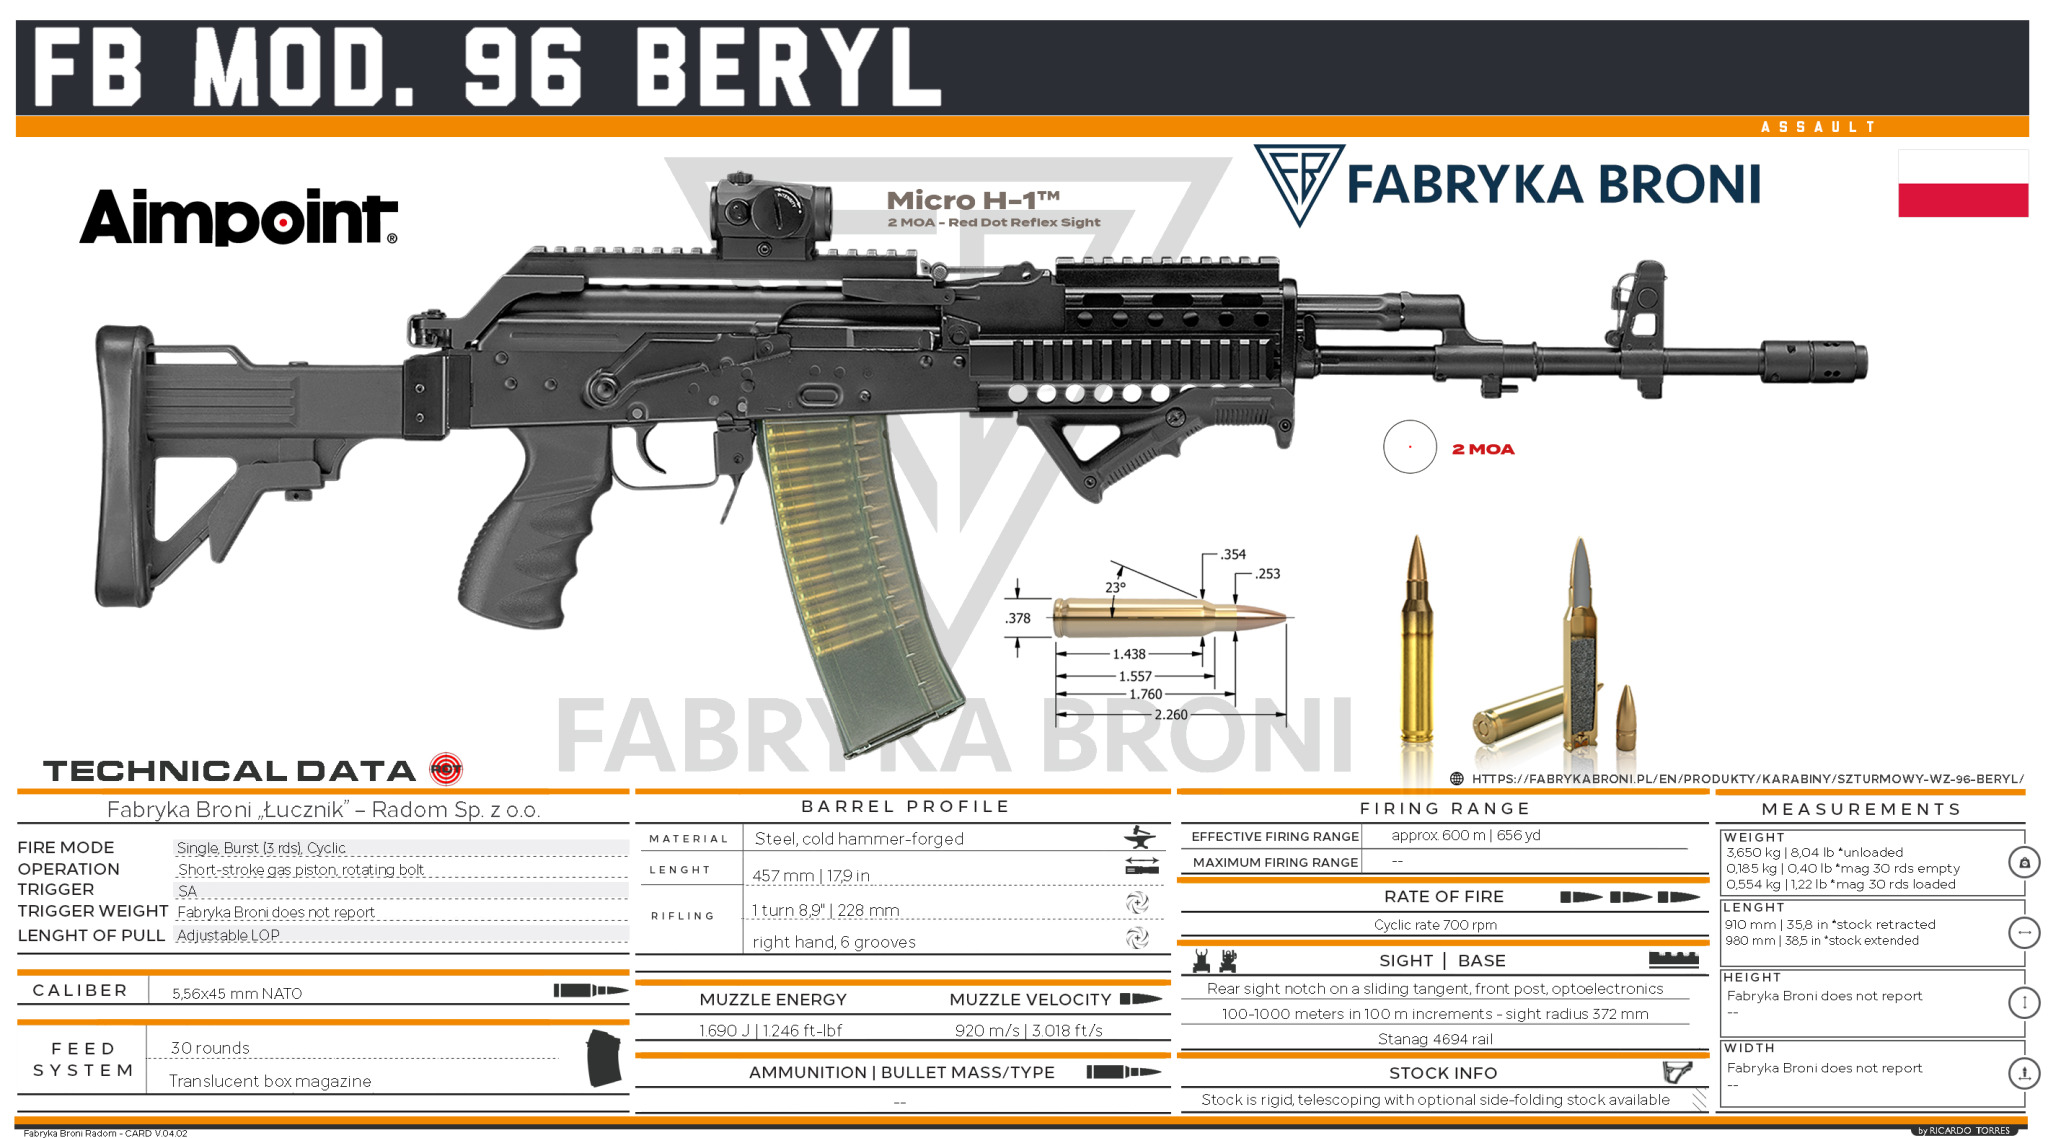 FB MOD. 96 BERYL
ASSAULT
Aimpoint®
Micro H-1™
2 MOA - Red Dot Reflex Sight
FB FABRYKA BRONI
2 MOA
.354
.253
23°
.378
1.438
1.557
1.760
2.260
FABRYKA BRONI
TECHNICAL DATA
HTTPS://FABRYKABRONI.PL/EN/PRODUKTY/KARABINY/SZTURMOWY-WZ-96-BERYL/
Fabryka Broni „Łucznik” – Radom Sp. z o.o.
FIRE MODE Single, Burst (3 rds), Cyclic
OPERATION Short-stroke gas piston, rotating bolt
TRIGGER SA
TRIGGER WEIGHT Fabryka Broni does not report
LENGHT OF PULL Adjustable LOP
CALIBER 5,56x45 mm NATO
FEED SYSTEM
30 rounds
Translucent box magazine
BARREL PROFILE
MATERIAL Steel, cold hammer-forged
LENGHT 457 mm | 17,9 in
RIFLING
1 turn 8,9" | 228 mm
right hand, 6 grooves
MUZZLE ENERGY MUZZLE VELOCITY
1.690 J | 1.246 ft-lbf 920 m/s | 3.018 ft/s
AMMUNITION | BULLET MASS/TYPE
--
FIRING RANGE
EFFECTIVE FIRING RANGE approx. 600 m | 656 yd
MAXIMUM FIRING RANGE --
RATE OF FIRE
Cyclic rate 700 rpm
SIGHT | BASE
Rear sight notch on a sliding tangent, front post, optoelectronics
100-1000 meters in 100 m increments - sight radius 372 mm
Stanag 4694 rail
STOCK INFO
Stock is rigid, telescoping with optional side-folding stock available
MEASUREMENTS
WEIGHT
3,650 kg | 8,04 lb *unloaded
0,185 kg | 0,40 lb *mag 30 rds empty
0,554 kg | 1,22 lb *mag 30 rds loaded
LENGHT
910 mm | 35,8 in *stock retracted
980 mm | 38,5 in *stock extended
HEIGHT
Fabryka Broni does not report
--
WIDTH
Fabryka Broni does not report
--
Fabryka Broni Radom - CARD V.04.02
by RICARDO TORRES